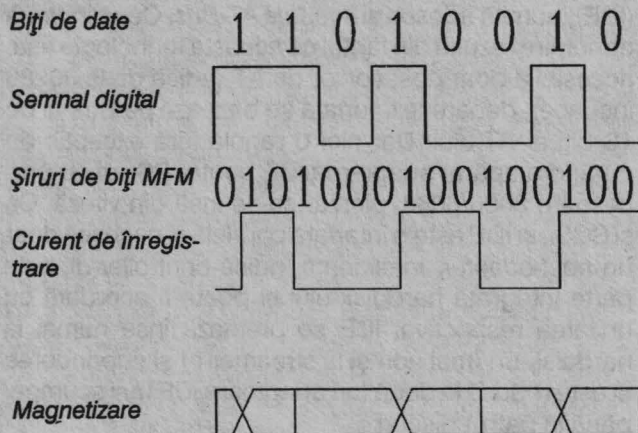 Biţi de date 1 1 0 1 0 0 1 0
Semnal digital
Şiruri de biţi MFM 0101000100100100
Curent de înregis-
trare
Magnetizare